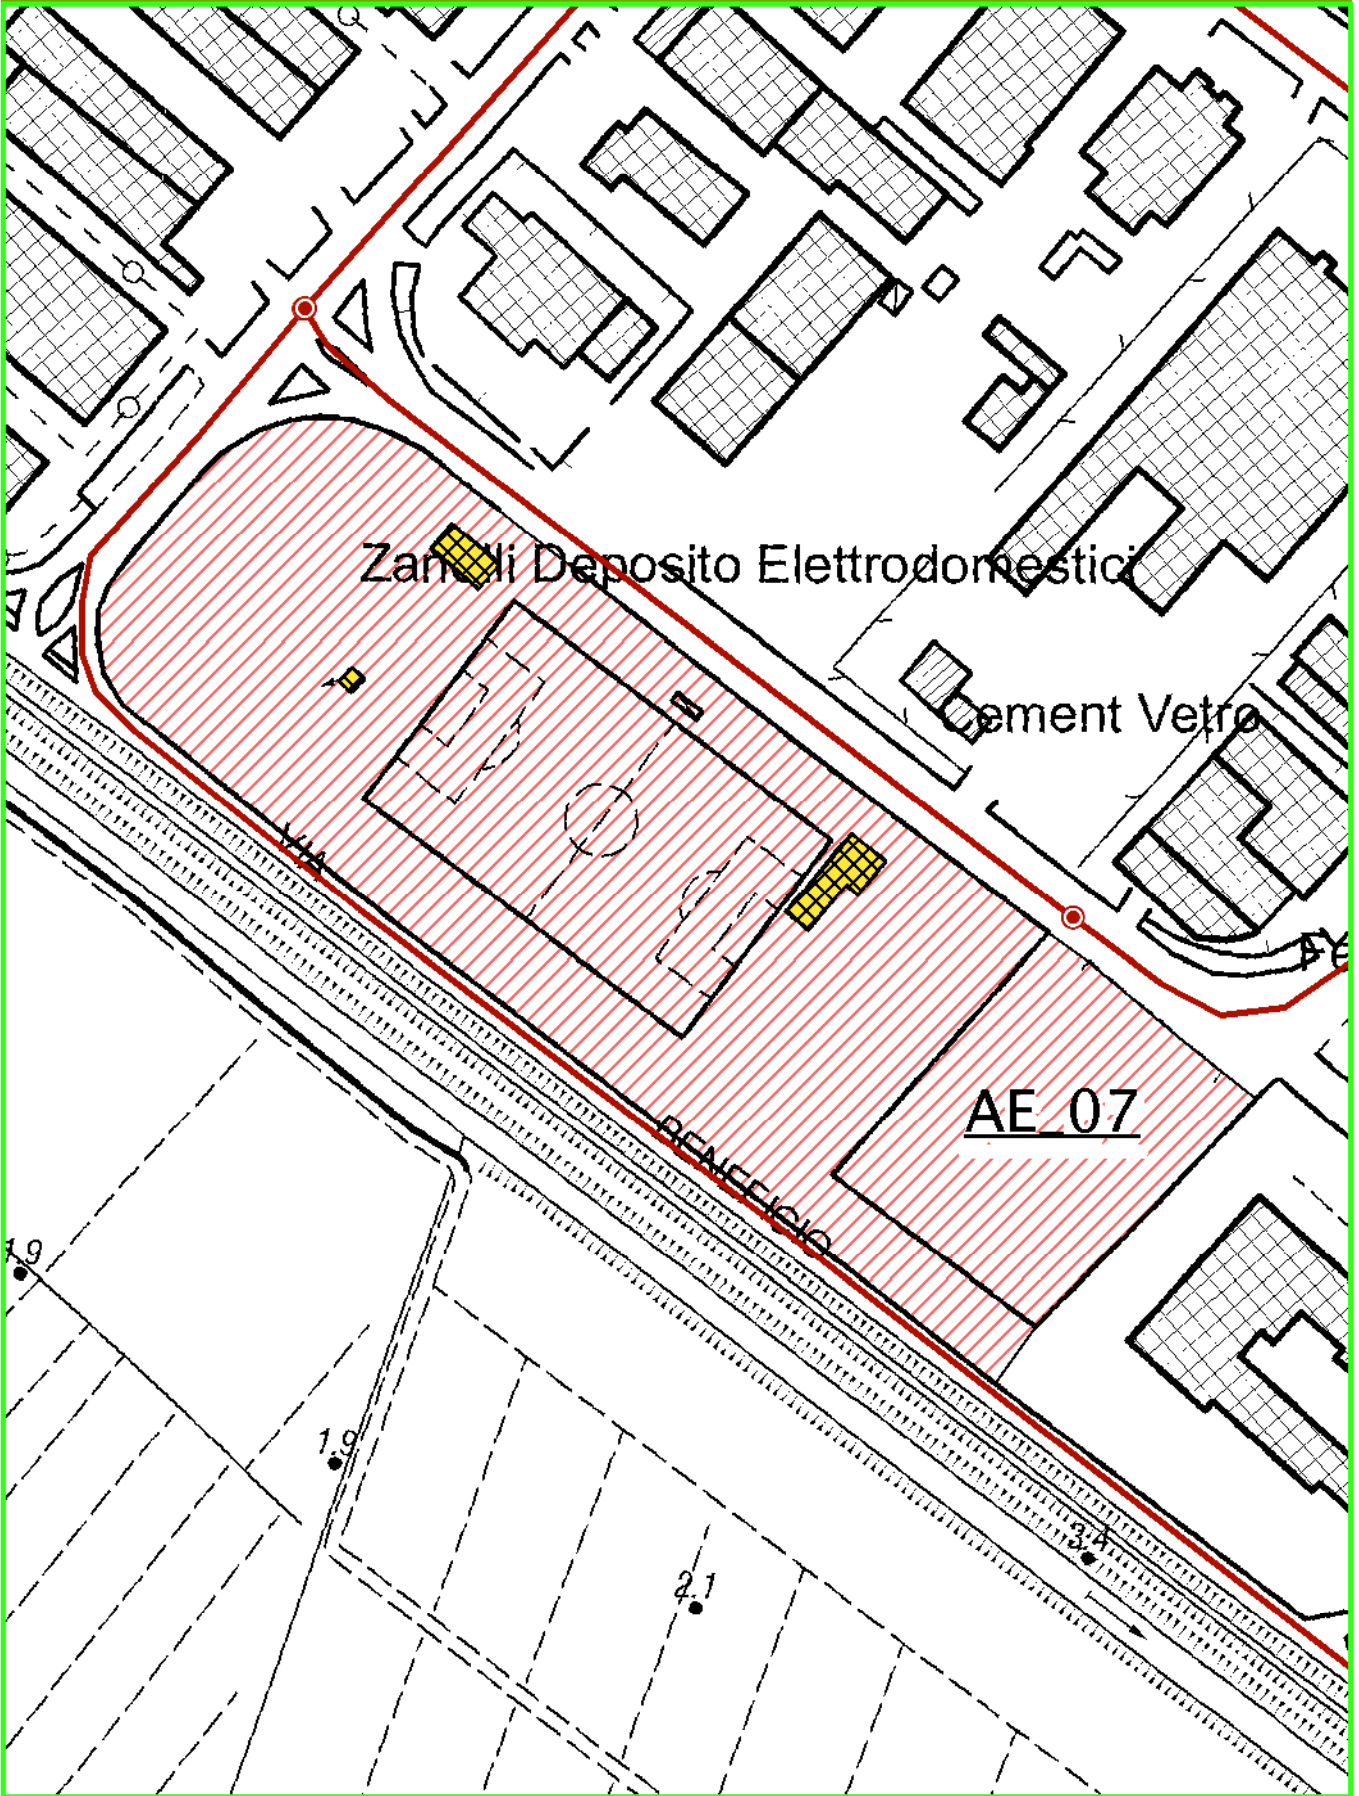 Zanelli Deposito Elettrodomestici
Cement Vetro
VIA
AE_07
BENEFICIO
1.9
1.9
3.4
2.1